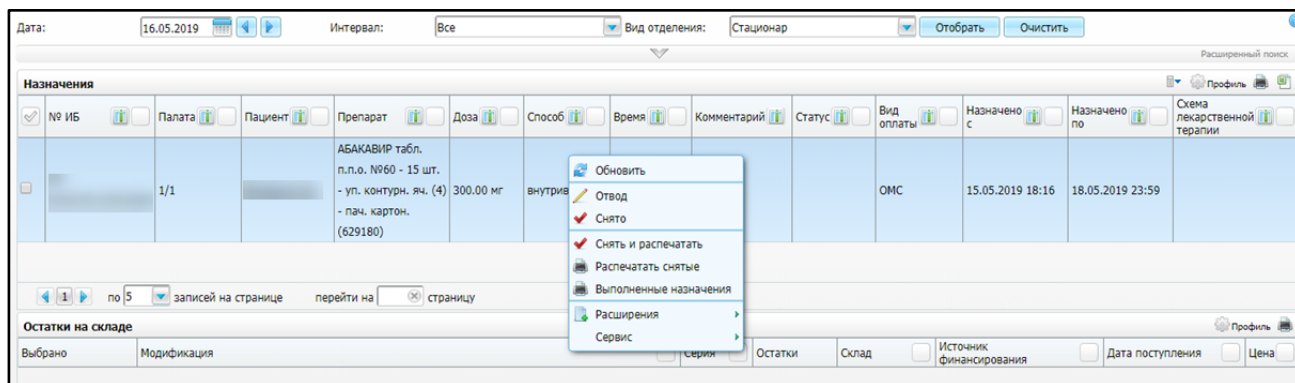 Дата: 16.05.2019 Интервал: Все Вид отделения: Стационар Отобрать Очистить
Расширенный поиск
Назначения Профиль
№ ИБ Палата Пациент Препарат Доза Способ Время Комментарий Статус Вид оплаты Назначено с Назначено по Схема лекарственной терапии
АБАКАВИР табл.
п.п.о. №60 - 15 шт.
1/1 - уп. контурн. яч. (4) 300.00 мг ОМС 15.05.2019 18:16 18.05.2019 23:59
- пач. картон.
(629180)
Обновить
Отвод
Снято
Снять и распечатать
Распечатать снятые
Выполненные назначения
Расширения
Сервис
1 по 5 записей на странице перейти на страницу
Остатки на складе Профиль
Выбрано Модификация Серия Остатки Склад Источник финансирования Дата поступления Цена